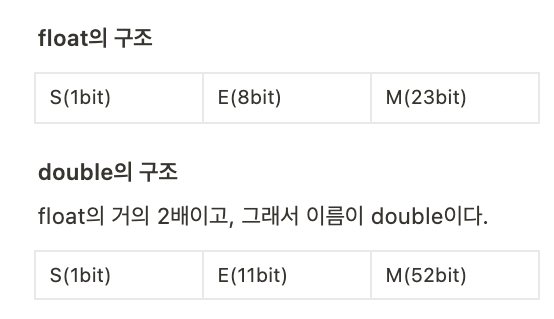 float의 구조
S(1bit) E(8bit) M(23bit)
double의 구조
float의 거의 2배이고, 그래서 이름이 double이다.
S(1bit) E(11bit) M(52bit)